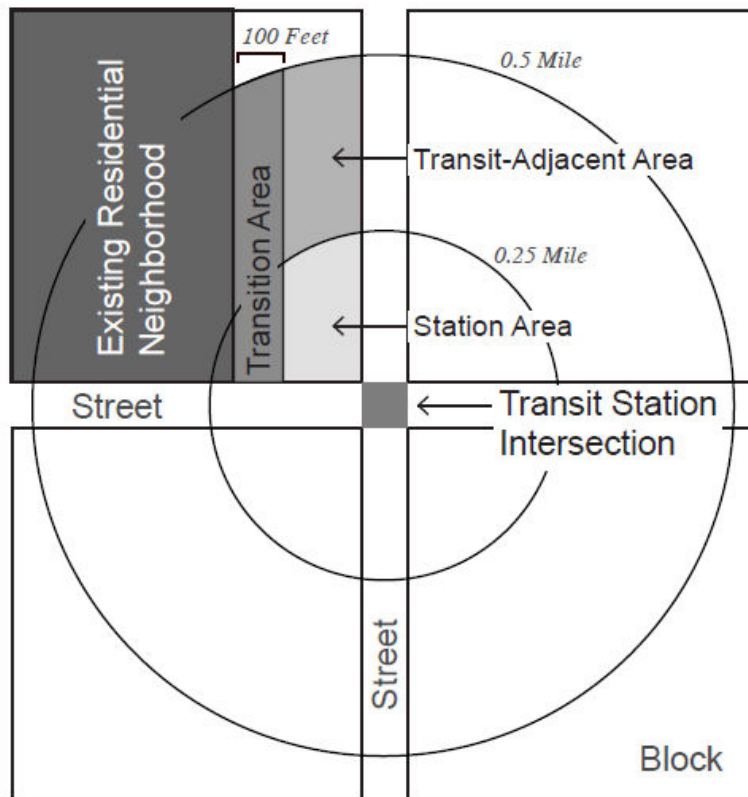 100 Feet
0.5 Mile
Existing Residential
Neighborhood
Transition Area
Transit-Adjacent Area
0.25 Mile
Station Area
Street
Transit Station
Intersection
Street
Block